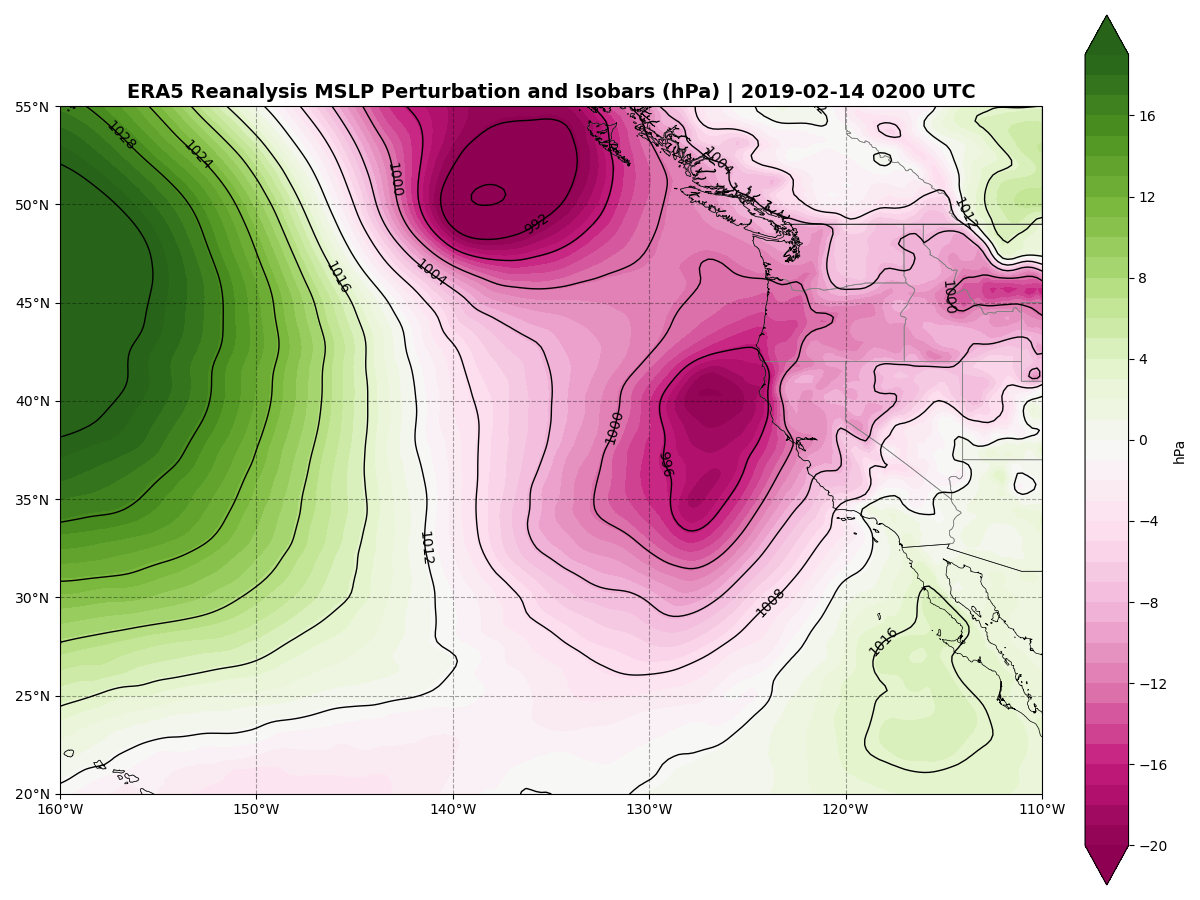 ERA5 Reanalysis MSLP Perturbation and Isobars (hPa) | 2019-02-14 0200 UTC
55°N
50°N
45°N
40°N
35°N
30°N
25°N
20°N
160°W
150°W
140°W
130°W
120°W
110°W
1028
1024
1016
1000
1004
992
1004
1012
1000
1000
996
1012
1008
1016
16
12
8
4
0
−4
−8
−12
−16
−20
hPa